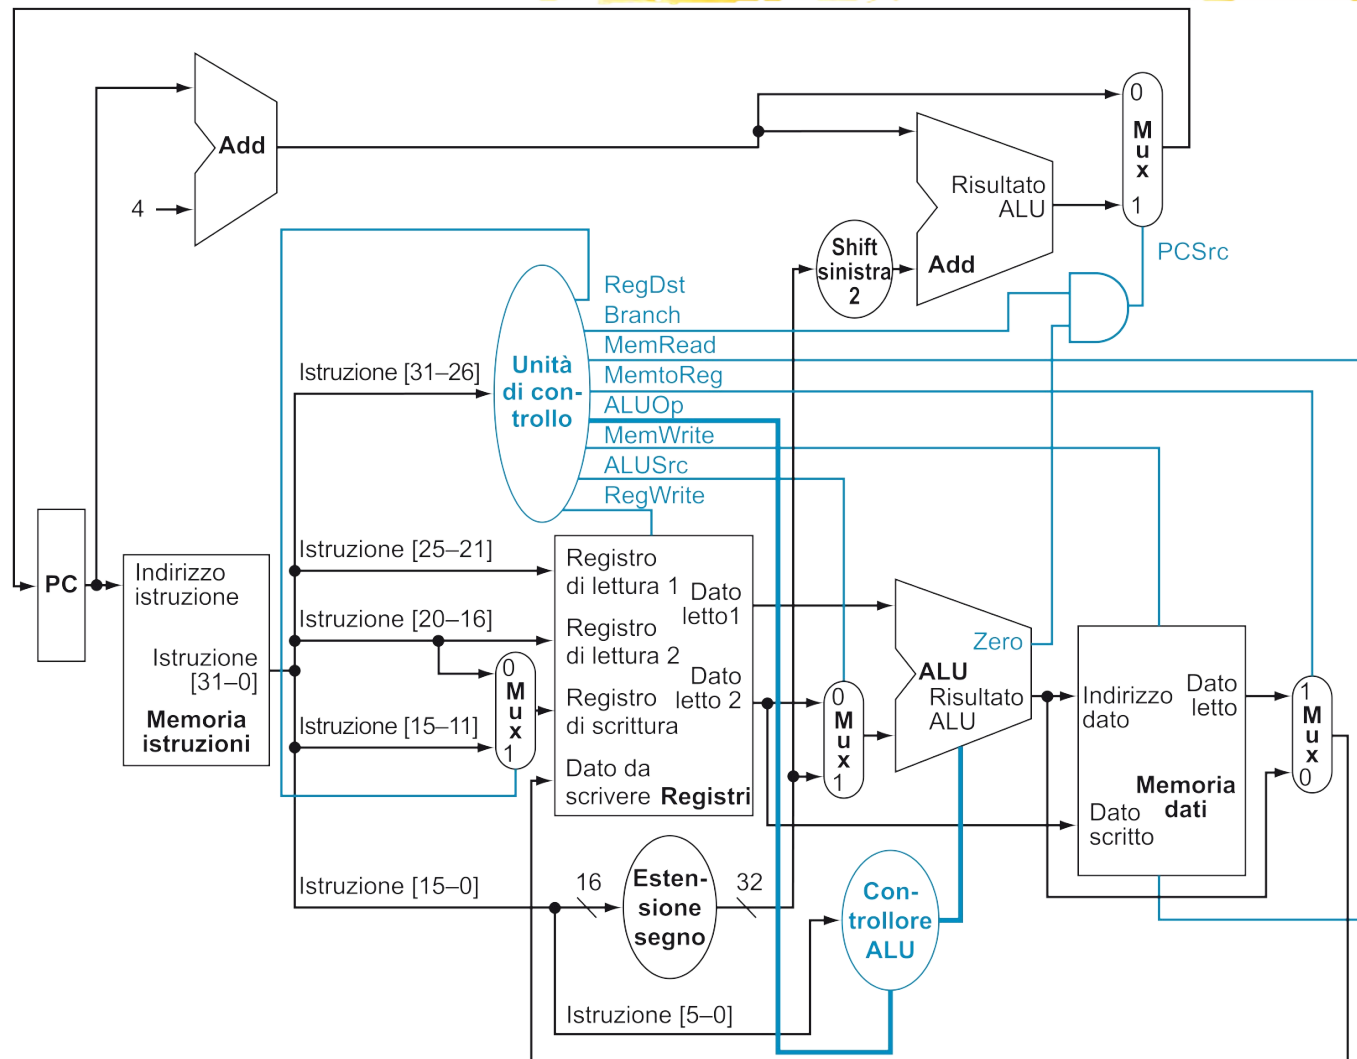 0
M
u
x
1
Add
4
Risultato
ALU
Add
Shift
sinistra
2
PCSrc
RegDst
Branch
MemRead
MemtoReg
ALUOp
MemWrite
ALUSrc
RegWrite
Unità
di con-
trollo
Istruzione [31–26]
PC
Indirizzo
istruzione
Istruzione
[31–0]
Memoria
istruzioni
Istruzione [25–21]
Istruzione [20–16]
Istruzione [15–11]
0
M
u
x
1
Registro
di lettura 1
Registro
di lettura 2
Registro
di scrittura
Dato da
scrivere
Registri
Dato
letto1
Dato
letto 2
0
M
u
x
1
Zero
ALU
Risultato
ALU
Indirizzo
dato
Dato
letto
Memoria
dati
Dato
scritto
1
M
u
x
0
Istruzione [15–0]
16
Esten-
sione
segno
32
Con-
trollore
ALU
Istruzione [5–0]